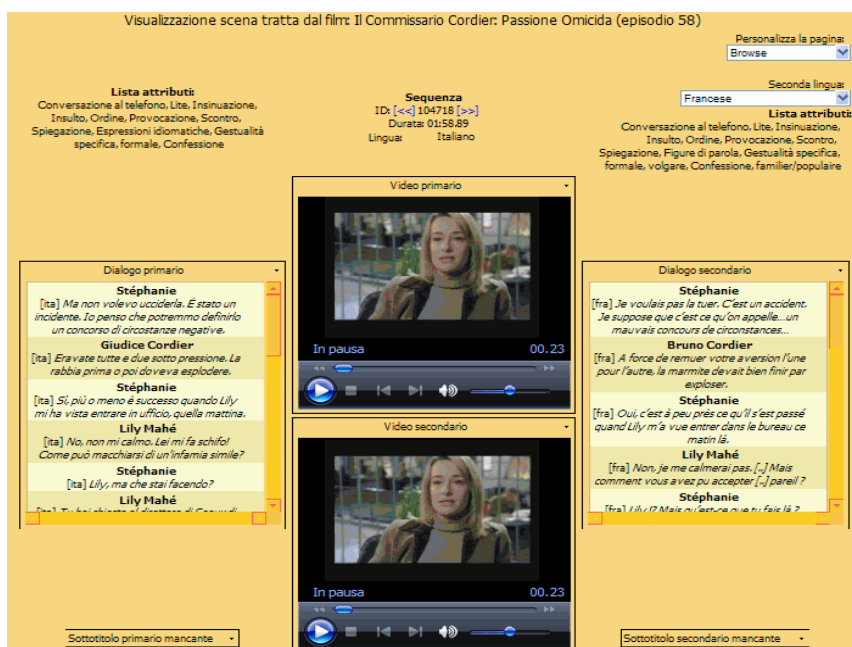 Visualizzazione scena tratta dal film: Il Commissario Cordier: Passione Omicida (episodio 58)
Personalizza la pagina:
Browse
Lista attributi:
Conversazione al telefono, Lite, Insinuazione,
Insulto, Ordine, Provocazione, Scontro,
Spiegazione, Espressioni idiomatiche, Gestualità
specifica, formale, Confessione
Sequenza
ID: [<<] 104718 [>>]
Durata: 01:58.89
Lingua: Italiano
Seconda lingua:
Francese
Lista attributi:
Conversazione al telefono, Lite, Insinuazione,
Insulto, Ordine, Provocazione, Scontro,
Spiegazione, Figure di parola, Gestualità specifica,
formale, volgare, Confessione, familier/populaire
Video primario
In pausa 00.23
Dialogo primario
Stéphanie
[ita] Ma non volevo ucciderla. É stato un
incidente. Io penso che potremmo definirlo
un concorso di circostanze negative.
Giudice Cordier
[ita] Eravate tutte e due sotto pressione. La
rabbia prima o poi doveva esplodere.
Stéphanie
[ita] Sì, più o meno è successo quando Lily
mi ha vista entrare in ufficio, quella mattina.
Lily Mahé
[ita] No, non mi calmo. Lei mi fa schifo!
Come può macchiarsi di un'infamia simile?
Stéphanie
[ita] Lily, ma che stai facendo?
Lily Mahé
Dialogo secondario
Stéphanie
[fra] Je voulais pas la tuer. C'est un accident.
Je suppose que c'est ce qu'on appelle...un
mauvais concours de circonstances...
Bruno Cordier
[fra] A force de remuer votre aversion l'une
pour l'autre, la marmite devait bien finir par
exploser.
Stéphanie
[fra] Oui, c'est à peu près ce qu'il s'est passé
quand Lily m'a vue entrer dans le bureau ce
matin là.
Lily Mahé
[fra] Non, je me calmerai pas. [..] Mais
comment vous avez pu accepter [..] pareil ?
Stéphanie
[fra] Lily !? Mais qu'est-ce que tu fais là ?
Video secondario
In pausa 00.23
Sottotitolo primario mancante
Sottotitolo secondario mancante